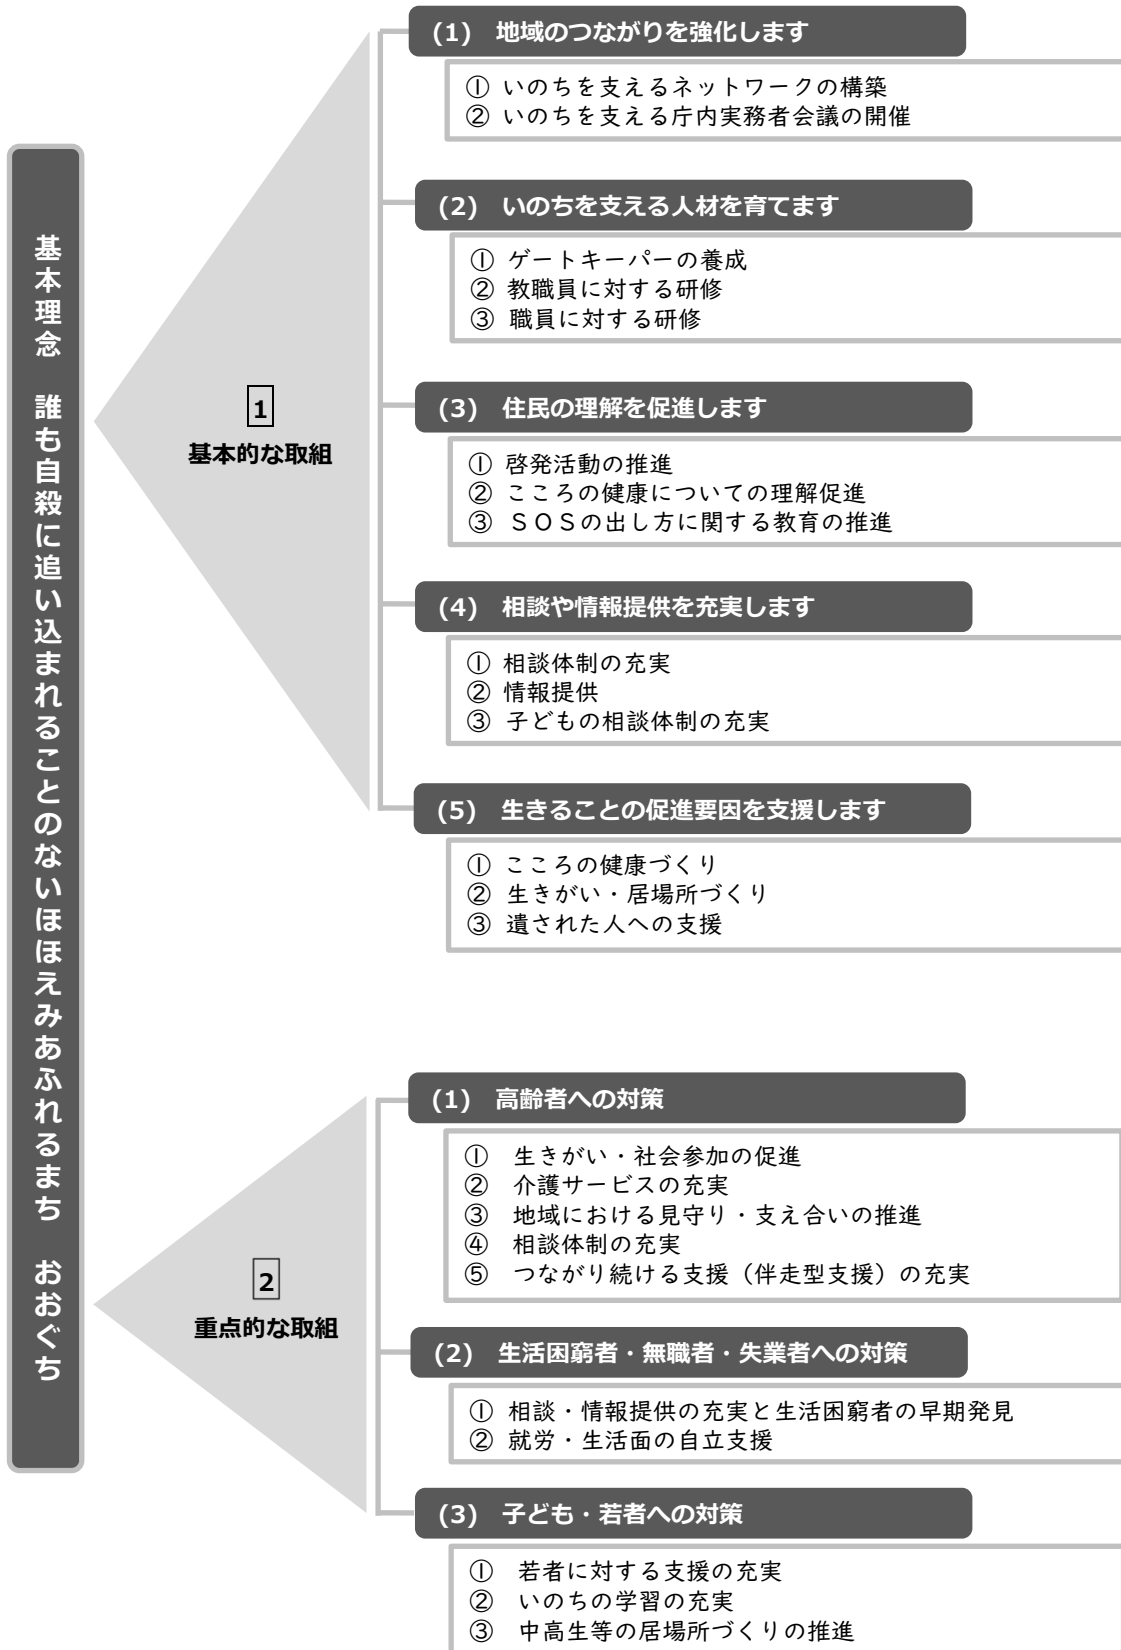 基本理念　誰も自殺に追い込まれることのないほほえみあふれるまち　おおぐち
1
基本的な取組
(1)　地域のつながりを強化します
① いのちを支えるネットワークの構築
② いのちを支える庁内実務者会議の開催
(2)　いのちを支える人材を育てます
① ゲートキーパーの養成
② 教職員に対する研修
③ 職員に対する研修
(3)　住民の理解を促進します
① 啓発活動の推進
② こころの健康についての理解促進
③ ＳＯＳの出し方に関する教育の推進
(4)　相談や情報提供を充実します
① 相談体制の充実
② 情報提供
③ 子どもの相談体制の充実
(5)　生きることの促進要因を支援します
① こころの健康づくり
② 生きがい・居場所づくり
③ 遺された人への支援
2
重点的な取組
(1)　高齢者への対策
①　生きがい・社会参加の促進
②　介護サービスの充実
③　地域における見守り・支え合いの推進
④　相談体制の充実
⑤　つながり続ける支援（伴走型支援）の充実
(2)　生活困窮者・無職者・失業者への対策
① 相談・情報提供の充実と生活困窮者の早期発見
② 就労・生活面の自立支援
(3)　子ども・若者への対策
①　若者に対する支援の充実
②　いのちの学習の充実
③　中高生等の居場所づくりの推進